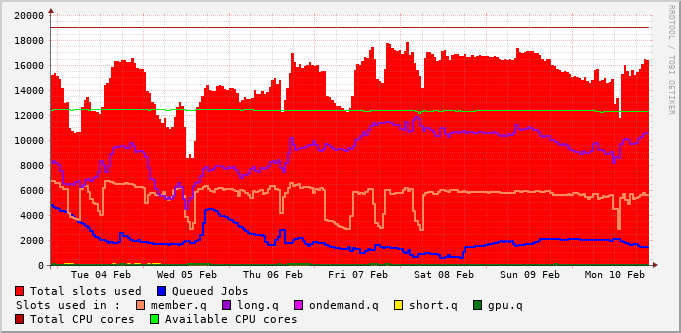 20000
18000
16000
14000
12000
10000
8000
6000
4000
2000
0
Tue 04 Feb Wed 05 Feb Thu 06 Feb Fri 07 Feb Sat 08 Feb Sun 09 Feb Mon 10 Feb
RRDTOOL / TOBI OETIKER
Total slots used Queued Jobs
Slots used in : member.q long.q ondemand.q short.q gpu.q
Total CPU cores Available CPU cores